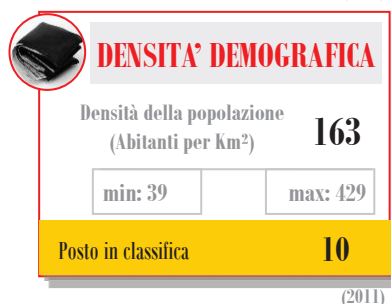 DENSITA' DEMOGRAFICA
Densità della popolazione
(Abitanti per Km²)
163
min: 39
max: 429
Posto in classifica
10
(2011)